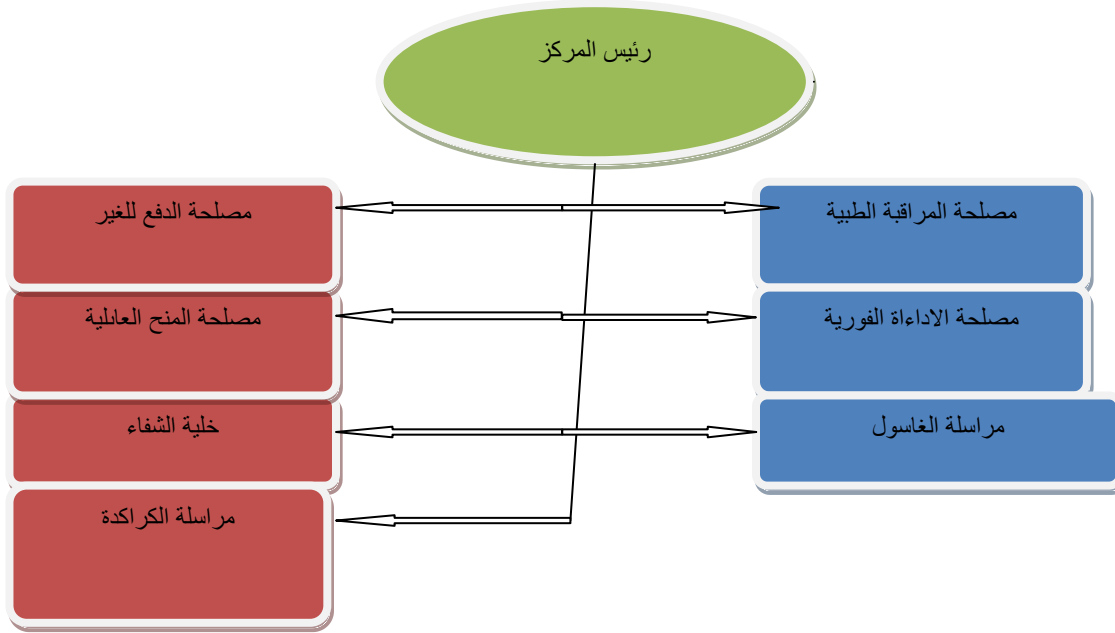 رئيس المركز
مصلحة المراقبة الطبية
مصلحة الدفع للغير
مصلحة الاداءاة الفورية
مصلحة المنح العائلية
مراسلة الغاسول
خلية الشفاء
مراسلة الكراكدة